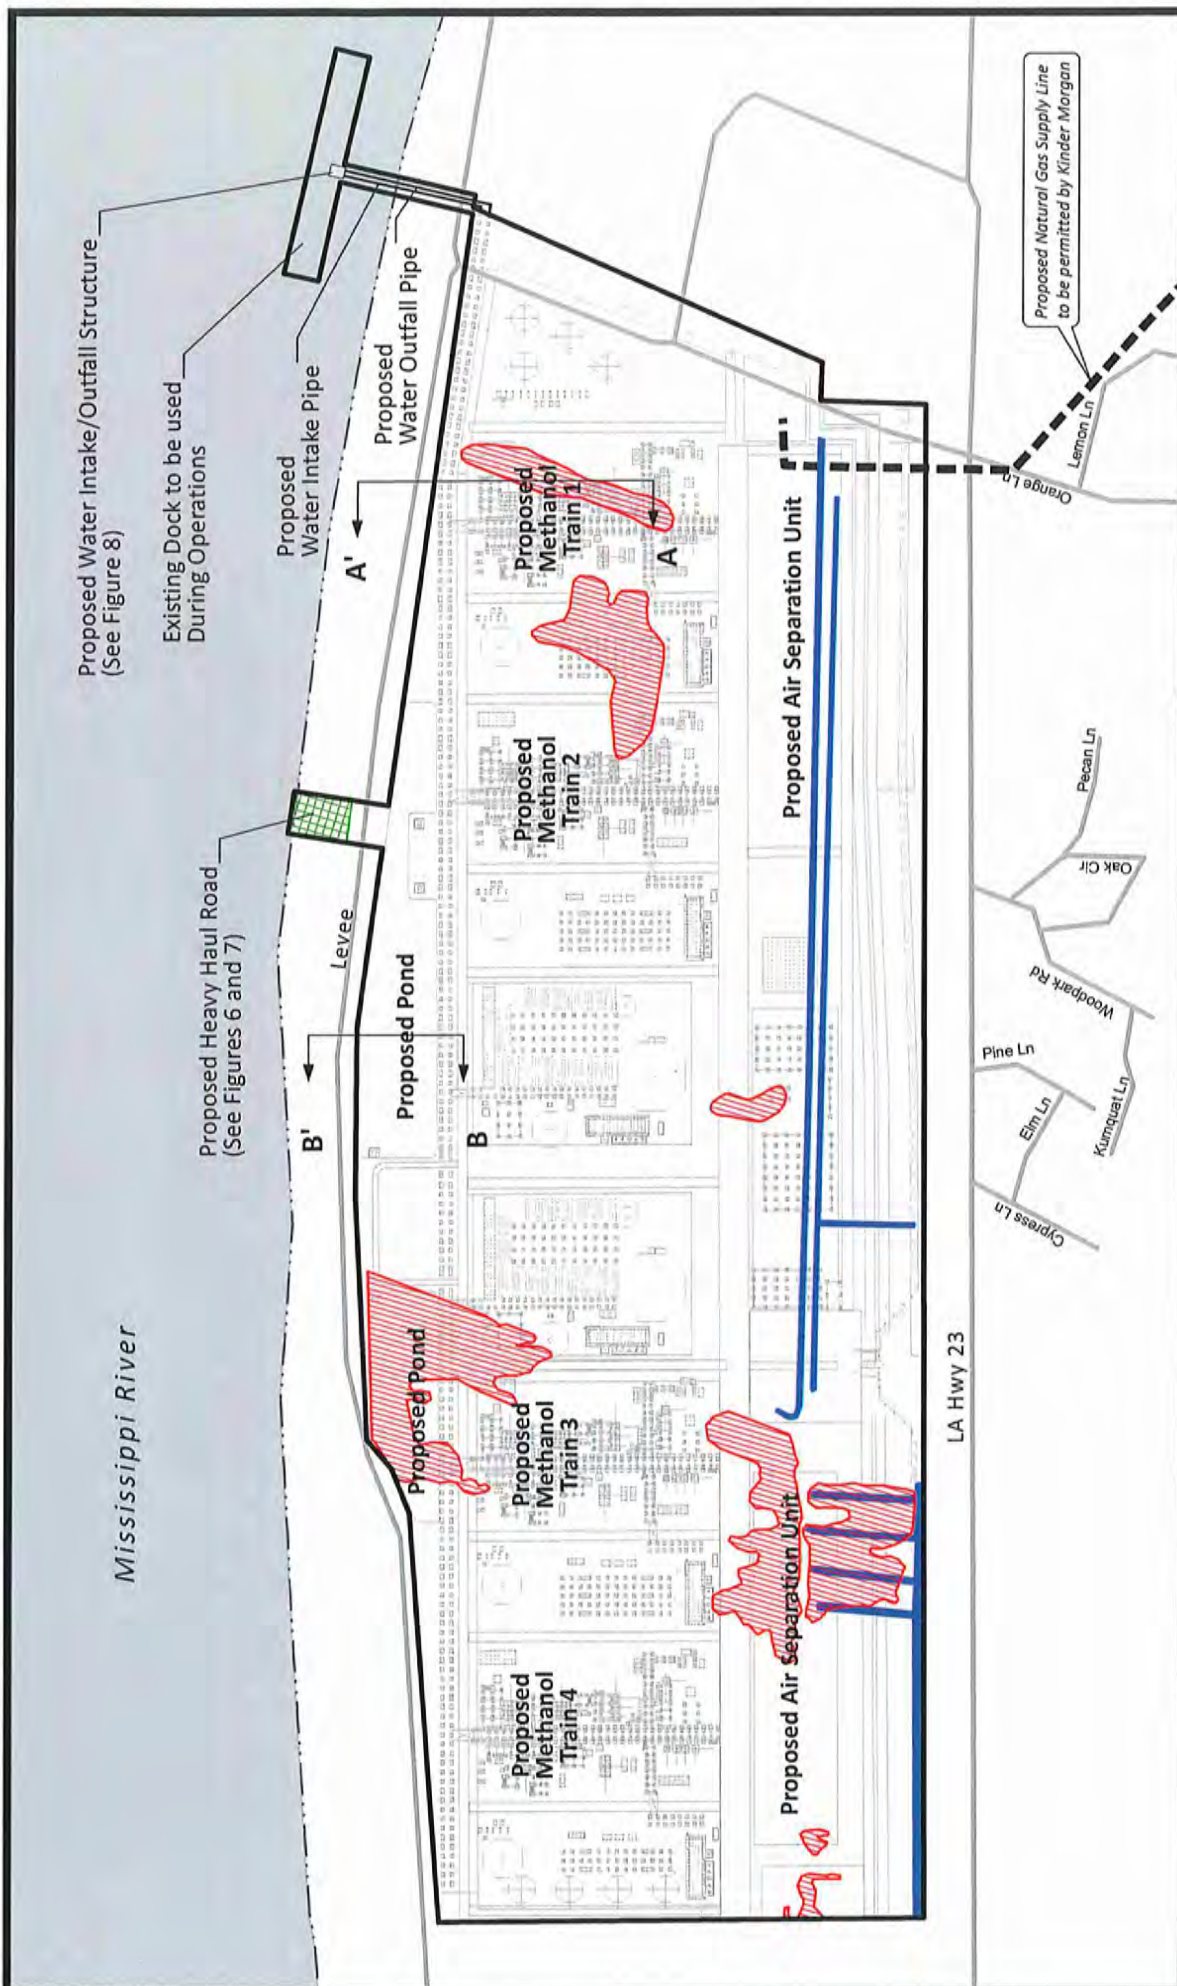 Mississippi River
Proposed Heavy Haul Road
(See Figures 6 and 7)
Proposed Water Intake/Outfall Structure
(See Figure 8)
Existing Dock to be used
During Operations
Proposed
Water Intake Pipe
Proposed
Water Outfall Pipe
Levee
B'
A'
Proposed Pond
Proposed Pond
B
A
Proposed
Methanol
Train 4
Proposed
Methanol
Train 3
Proposed
Methanol
Train 2
Proposed
Methanol
Train 1
Proposed Air Separation Unit
Proposed Air Separation Unit
LA Hwy 23
Cypress Ln
Elm Ln
Pine Ln
Kumquat Ln
Woodpark Rd
Oak Cir
Pecan Ln
Orange Ln
Lemon Ln
Proposed Natural Gas Supply Line
to be permitted by Kinder Morgan